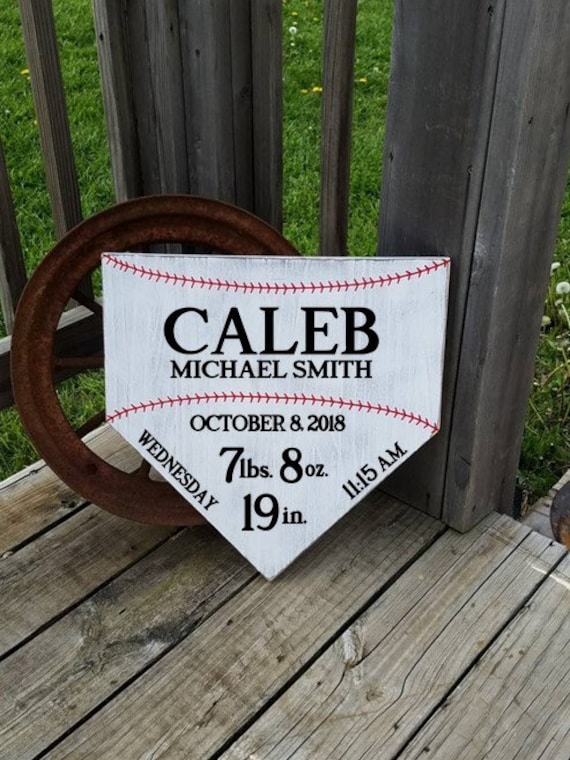 CALEB
MICHAEL SMITH
OCTOBER 8, 2018
WEDNESDAY
7lbs. 8oz.
19in.
11:15 A.M